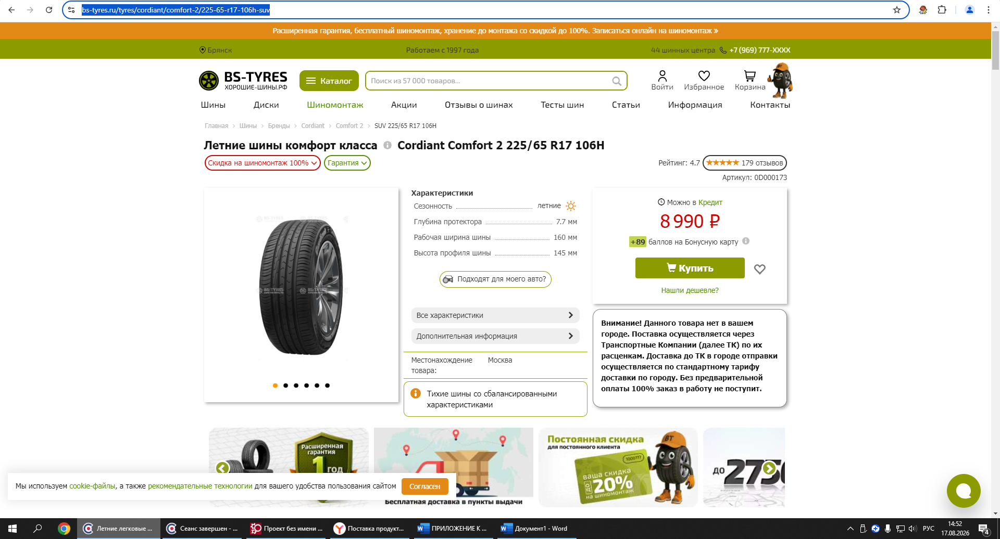 bs-tyres.ru/tyres/cordiant/comfort-2/225-65-r17-106h-suv
Расширенная гарантия, бесплатный шиномонтаж, хранение до монтажа со скидкой до 100%. Записаться онлайн на шиномонтаж »
Брянск
Работаем с 1997 года
44 шинных центра
+7 (969) 777-XXXX
BS-TYRES
ХОРОШИЕ-ШИНЫ.РФ
Каталог
Поиск из 57 000 товаров...
Войти
Избранное
Корзина
Шины Диски Шиномонтаж Акции Отзывы о шинах Тесты шин Статьи Информация Контакты
Главная > Шины > Бренды > Cordiant > Comfort 2 > SUV 225/65 R17 106H
Летние шины комфорт класса Cordiant Comfort 2 225/65 R17 106H
Скидка на шиномонтаж 100%
Гарантия
Рейтинг: 4.7
179 отзывов
Артикул: 0D000173
BS-TYRES
BS-TYRES
BS-TYRES
BS-TYRES
Характеристики
Сезонность летние
Глубина протектора 7.7 мм
Рабочая ширина шины 160 мм
Высота профиля шины 145 мм
Подходят для моего авто?
Все характеристики
Дополнительная информация
Местонахождение Москва
товара:
Тихие шины со сбалансированными
характеристиками
Можно в Кредит
8 990 ₽
+89 баллов на Бонусную карту
Купить
Нашли дешевле?
Внимание! Данного товара нет в вашем
городе. Поставка осуществляется через
Транспортные Компании (далее ТК) по их
расценкам. Доставка до ТК в городе отправки
осуществляется по стандартному тарифу
доставки по городу. Без предварительной
оплаты 100% заказ в работу не поступит.
Расширенная
гарантия
1 год
Бесплатная доставка в пункты выдачи
Постоянная скидка
для постоянного клиента
BT
1000777
ваша скидка
до 20%
на шиномонтаж
до
Мы используем cookie-файлы, а также рекомендательные технологии для вашего удобства пользования сайтом
Согласен
Летние легковые ...
Сеанс завершен - ...
Проект без имени ...
Поставка продукт...
ПРИЛОЖЕНИЕ К ...
Документ1 - Word
РУС
14:52
17.08.2026
4